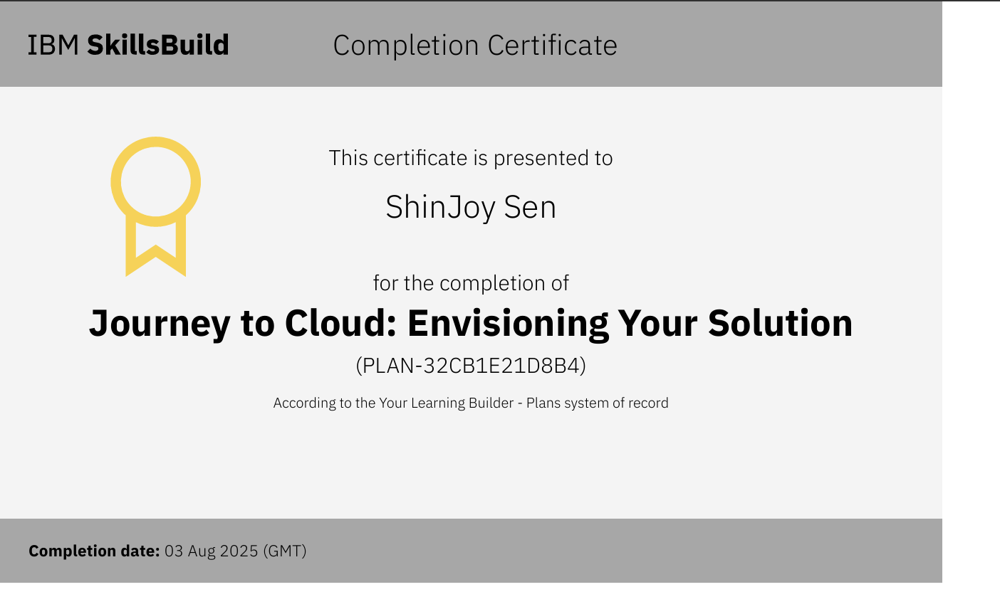 IBM SkillsBuild
Completion Certificate
This certificate is presented to
ShinJoy Sen
for the completion of
Journey to Cloud: Envisioning Your Solution
(PLAN-32CB1E21D8B4)
According to the Your Learning Builder - Plans system of record
Completion date: 03 Aug 2025 (GMT)